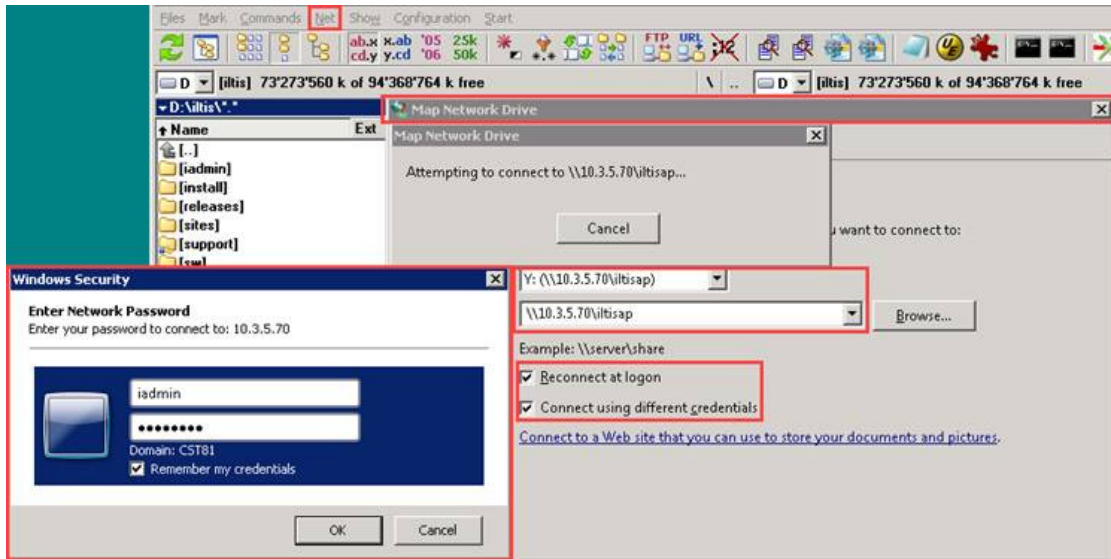 Files Mark Commands Net Show Configuration Start
ab.x x.ab '05 25k FTP URL
cd.y y.cd '06 50k
D [iltis] 73'273'560 k of 94'368'764 k free \ .. D [iltis] 73'273'560 k of 94'368'764 k free
D:\iltis\*.*
Map Network Drive
Name Ext
Map Network Drive
[..]
[iadmin]
Attempting to connect to \\10.3.5.70\iltisap...
[install]
[releases]
[sites]
Cancel
want to connect to:
[support]
[sw]
Windows Security
Y: (\\10.3.5.70\iltisap)
Enter Network Password
Enter your password to connect to: 10.3.5.70
\\10.3.5.70\iltisap
Browse...
Example: \\server\share
Reconnect at logon
iadmin
Connect using different credentials
Domain: CST81
Connect to a Web site that you can use to store your documents and pictures.
Remember my credentials
OK Cancel